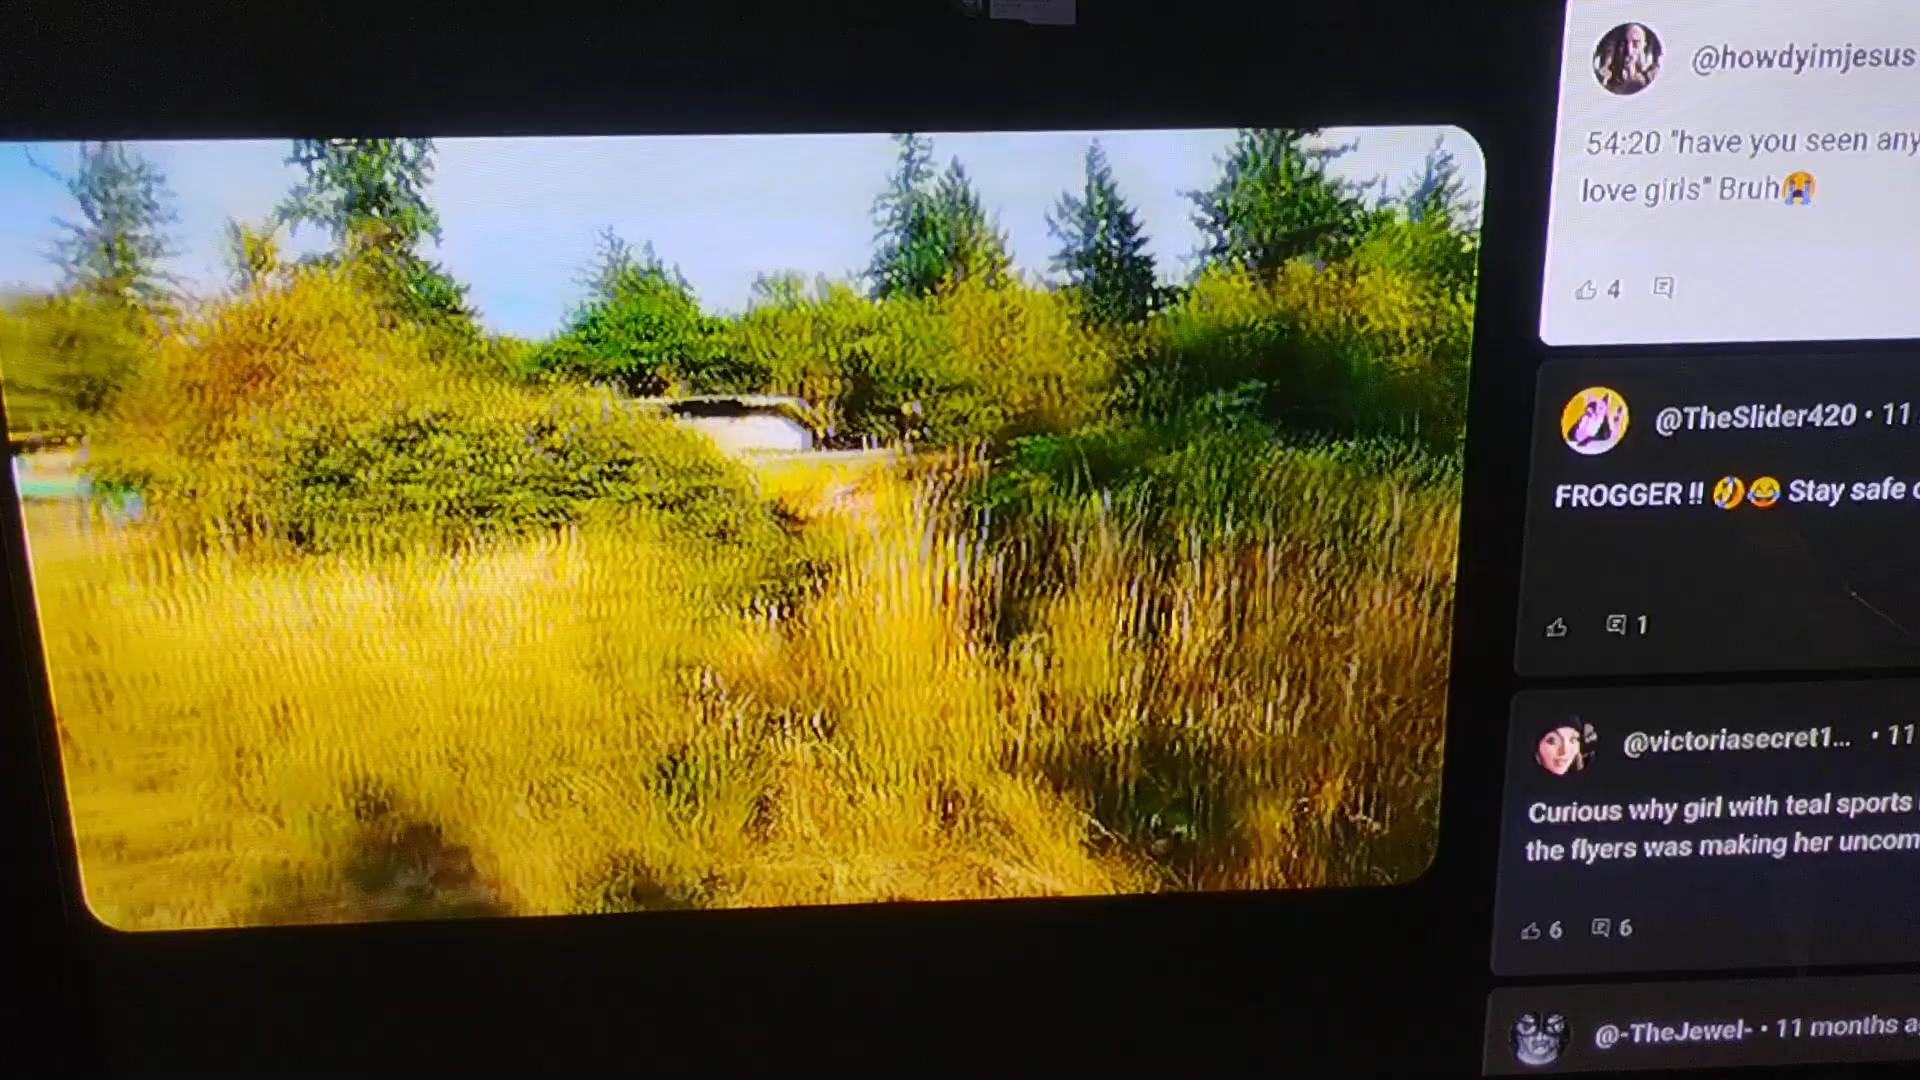 @howdyimjesus
54:20 "have you seen any
love girls" Bruh😭
4
@TheSlider420 • 11
FROGGER !! 🤣😂 Stay safe
1
@victoriasecret1... • 11
Curious why girl with teal sports
the flyers was making her uncom
6 6
@-TheJewel- • 11 months a